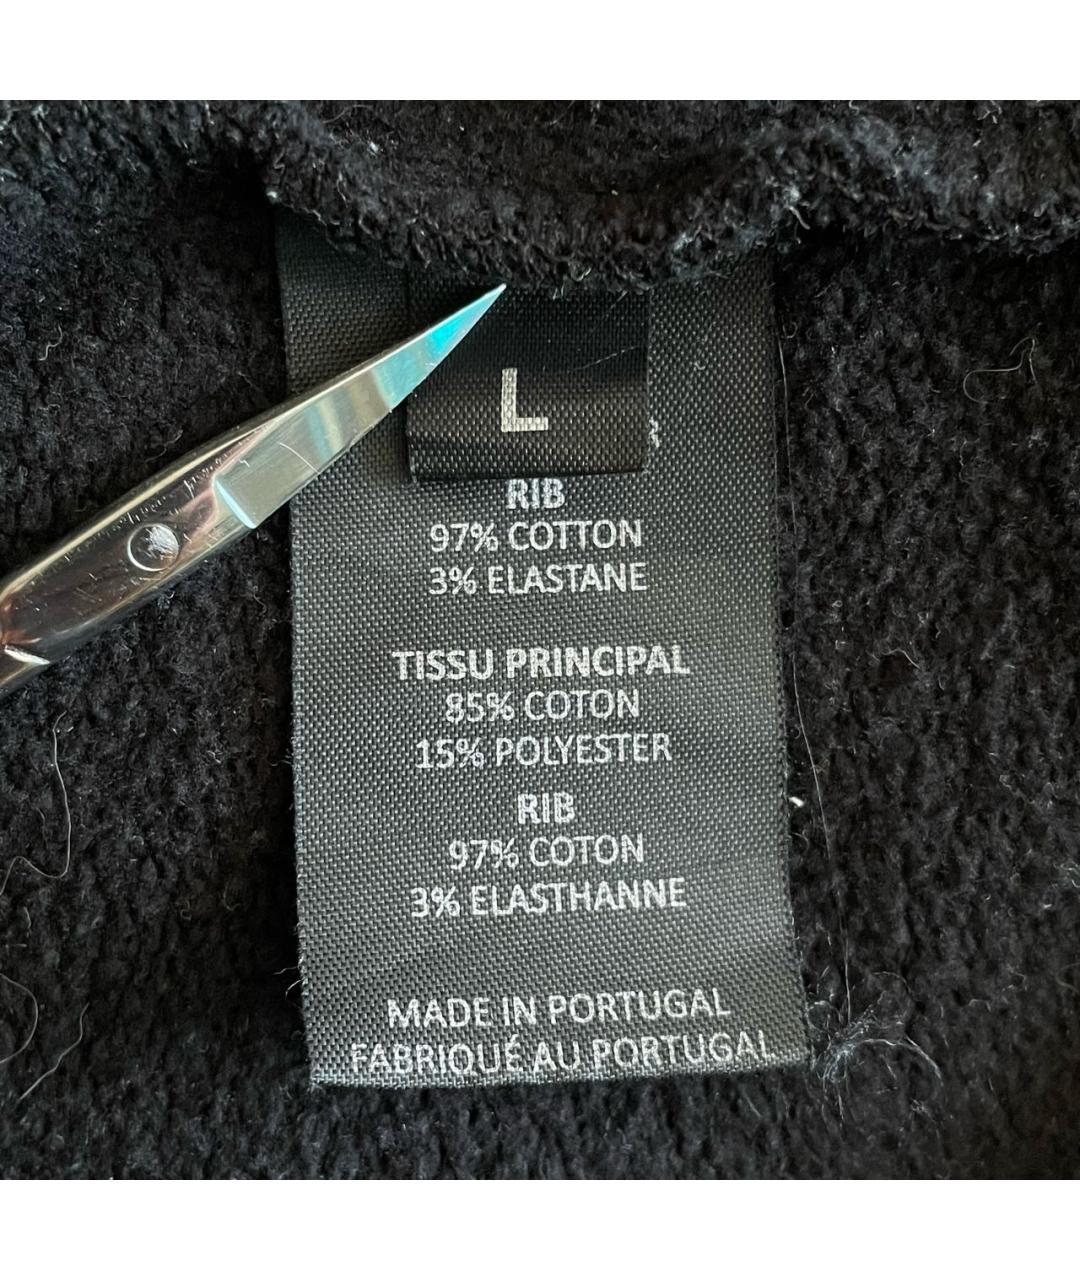 L
RIB
97% COTTON
3% ELASTANE
TISSU PRINCIPAL
85% COTON
15% POLYESTER
RIB
97% COTON
3% ELASTHANNE
MADE IN PORTUGAL
FABRIQUÉ AU PORTUGAL